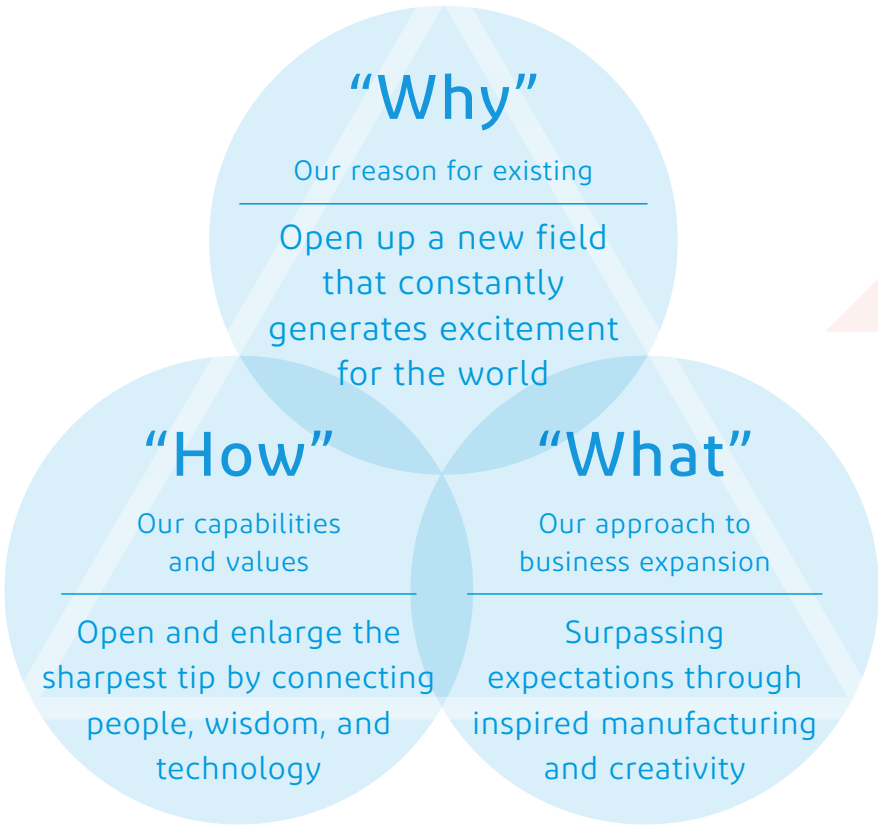 “Why”
Our reason for existing
Open up a new field
that constantly
generates excitement
for the world
“How”
Our capabilities
and values
Open and enlarge the
sharpest tip by connecting
people, wisdom, and
technology
“What”
Our approach to
business expansion
Surpassing
expectations through
inspired manufacturing
and creativity